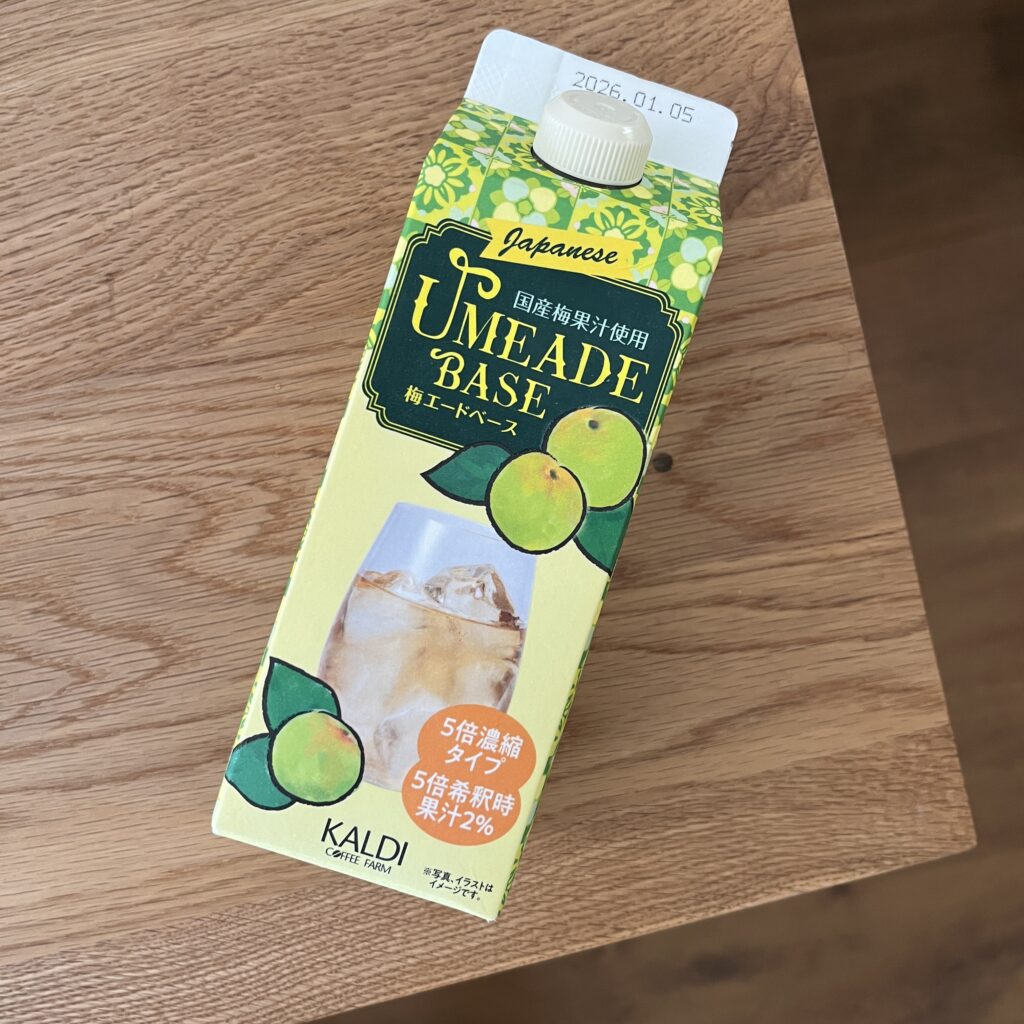 2026.01.05
Japanese
国産梅果汁使用
UMEADE
BASE
梅エードベース
5倍濃縮
タイプ
5倍希釈時
果汁2%
KALDI
COFFEE FARM
※写真、イラストは
イメージです。